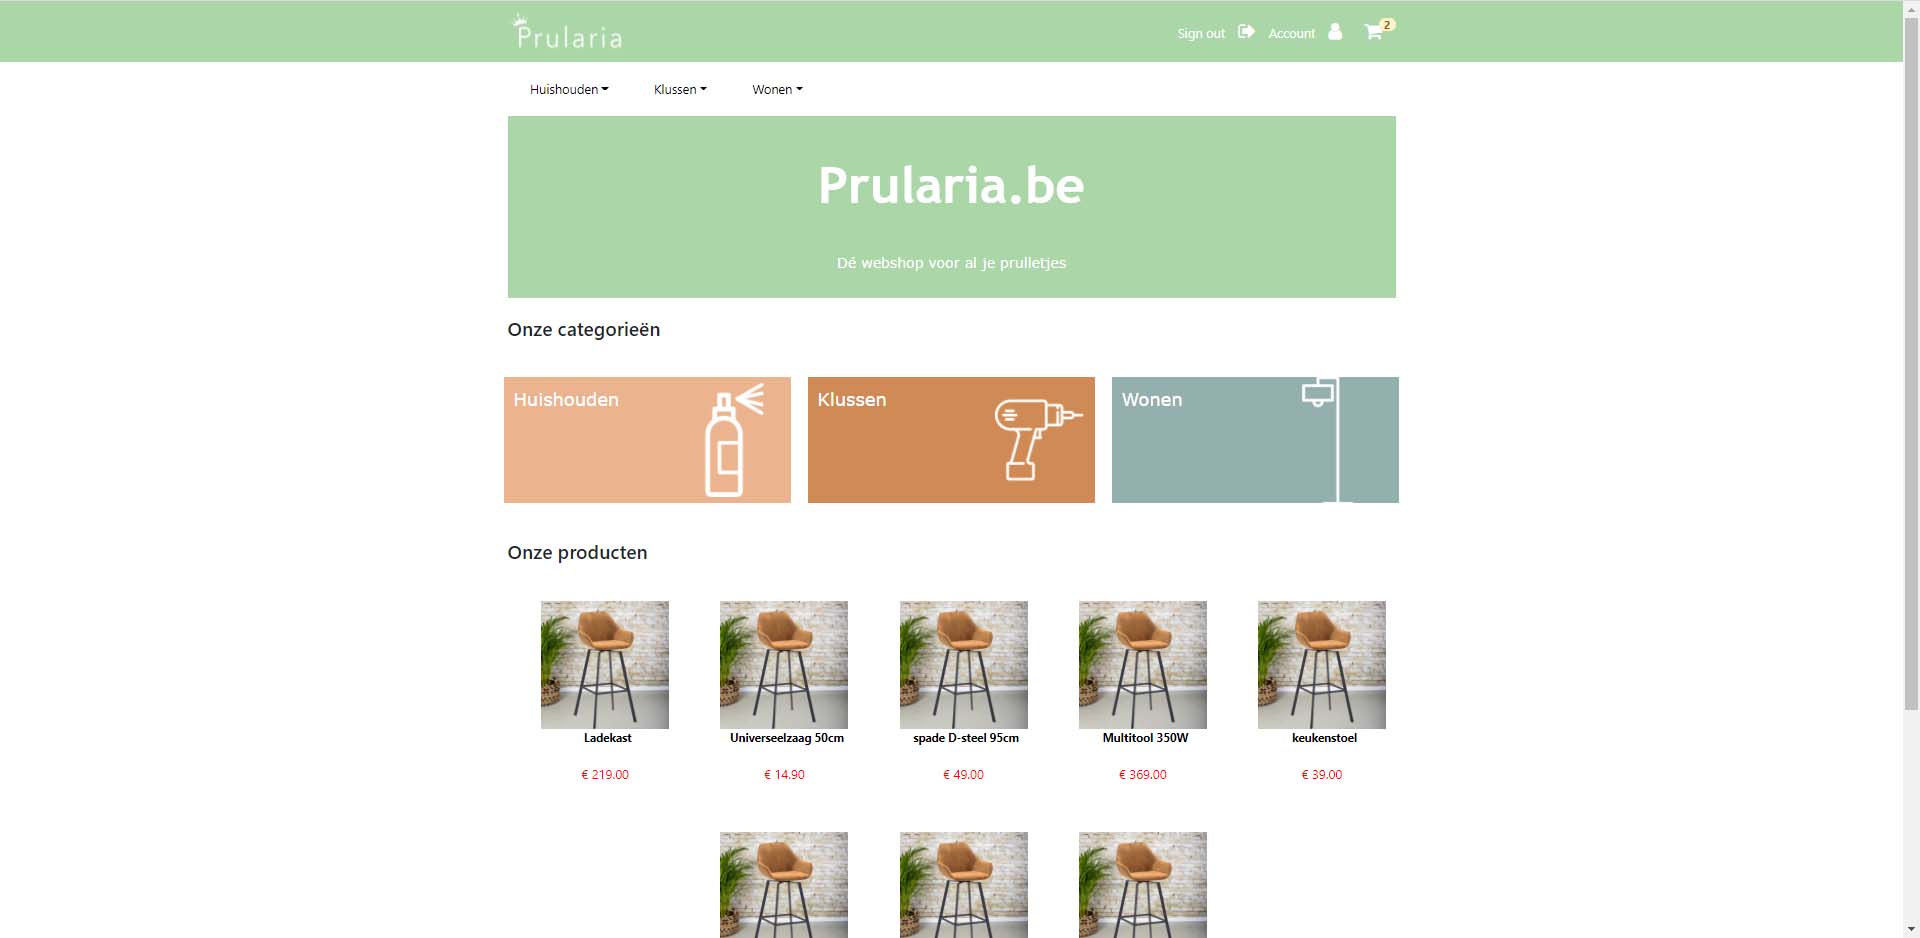 Prularia
Sign out
Account
2
Huishouden
Klussen
Wonen
Prularia.be
Dé webshop voor al je prulletjes
Onze categorieën
Huishouden
Klussen
Wonen
Onze producten
Ladekast
Universeelzaag 50cm
spade D-steel 95cm
Multitool 350W
keukenstoel
€ 219.00
€ 14.90
€ 49.00
€ 369.00
€ 39.00